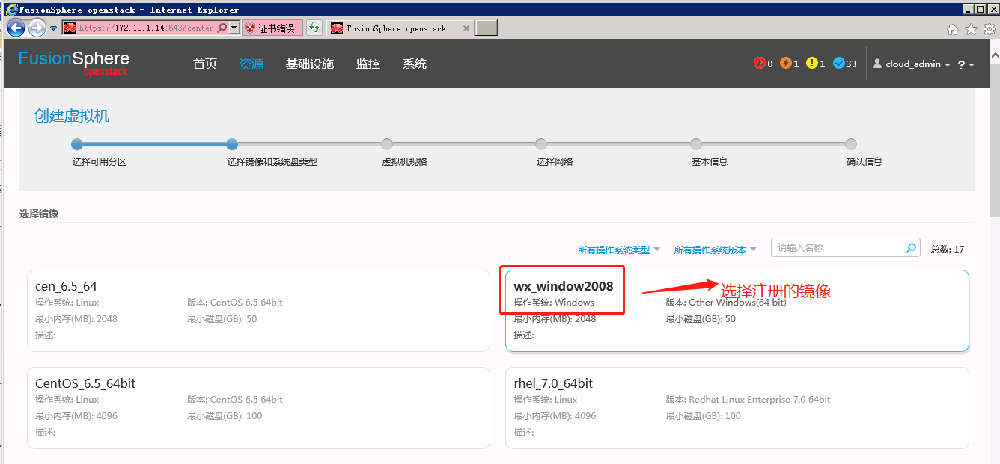 FusionSphere openstack - Internet Explorer
https://172.10.1.14:643/center 证书错误 FusionSphere openstack
FusionSphere openstack 首页 资源 基础设施 监控 系统 0 1 1 33 cloud_admin ?
创建虚拟机
选择可用分区 选择镜像和系统盘类型 虚拟机规格 选择网络 基本信息 确认信息
选择镜像
所有操作系统类型 所有操作系统版本 请输入名称 总数: 17
cen_6.5_64
操作系统: Linux 版本: CentOS 6.5 64bit
最小内存(MB): 2048 最小磁盘(GB): 50
描述:
wx_window2008
选择注册的镜像
操作系统: Windows 版本: Other Windows(64 bit)
最小内存(MB): 2048 最小磁盘(GB): 50
描述:
CentOS_6.5_64bit
操作系统: Linux 版本: CentOS 6.5 64bit
最小内存(MB): 4096 最小磁盘(GB): 100
描述:
rhel_7.0_64bit
操作系统: Linux 版本: Redhat Linux Enterprise 7.0 64bit
最小内存(MB): 4096 最小磁盘(GB): 100
描述: